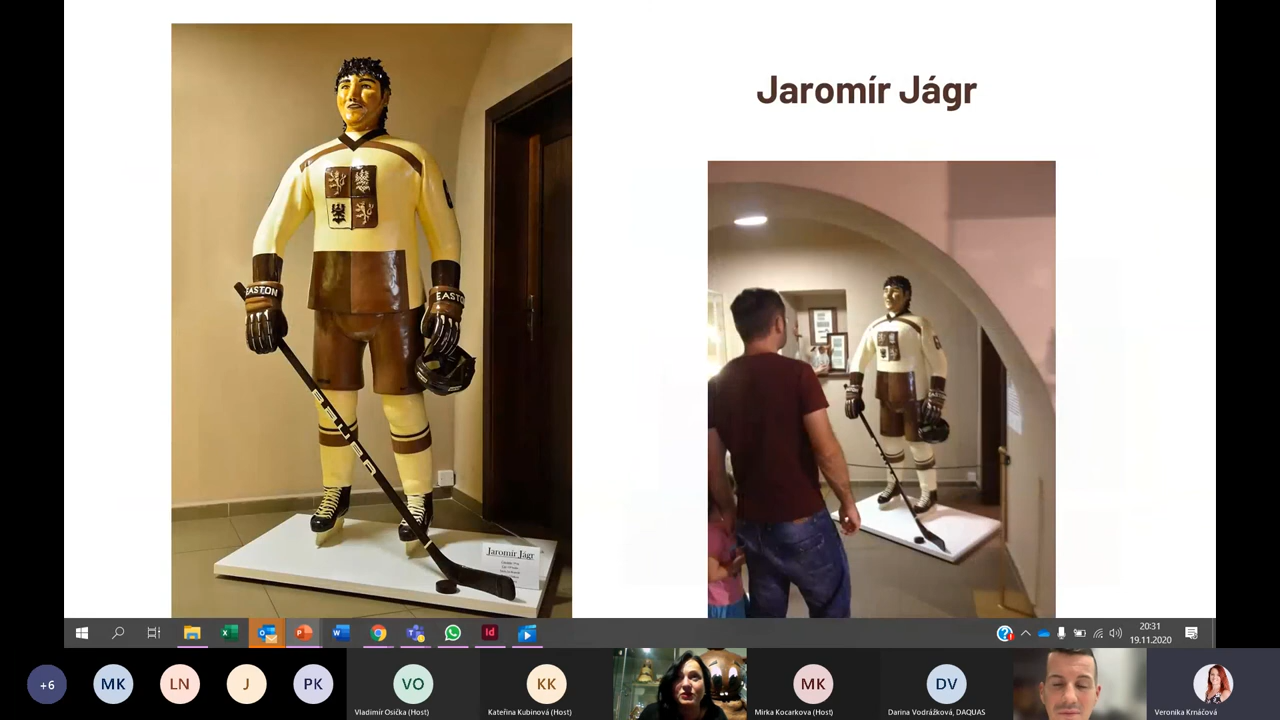 Jaromír Jágr
EASTON
EASTON
BAUER
Jaromír Jágr
20:31
19.11.2020
+6
MK
LN
J
PK
VO
Vladimír Osička (Host)
KK
Kateřina Kubinová (Host)
MK
Mirka Kocarkova (Host)
DV
Darina Vodrážková, DAQUAS
Veronika Krnáčová